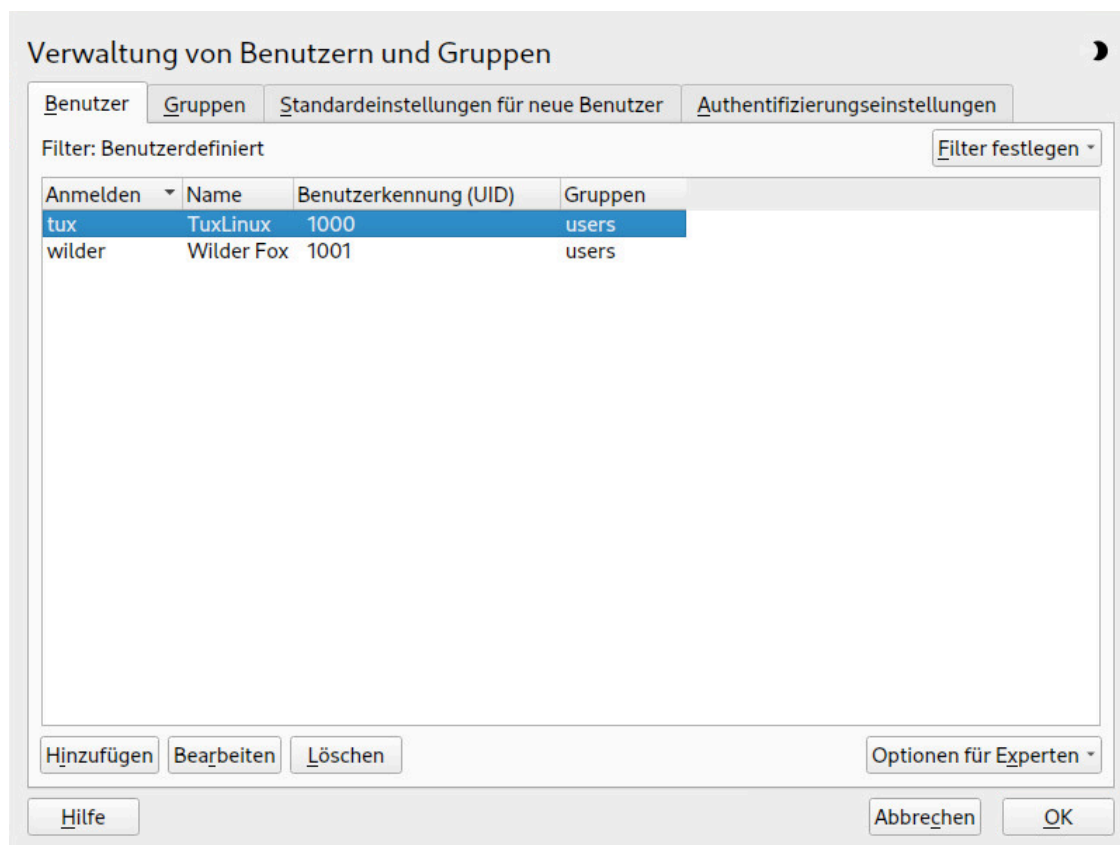 Verwaltung von Benutzern und Gruppen
Benutzer Gruppen Standardeinstellungen für neue Benutzer Authentifizierungseinstellungen
Filter: Benutzerdefiniert Filter festlegen
Anmelden Name Benutzerkennung (UID) Gruppen
tux TuxLinux 1000 users
wilder Wilder Fox 1001 users
Hinzufügen Bearbeiten Löschen Optionen für Experten
Hilfe Abbrechen OK